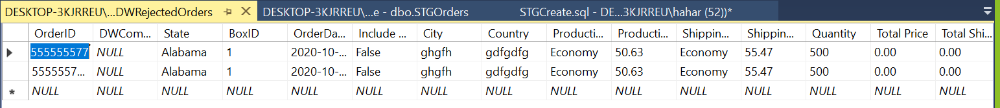 DESKTOP-3KJRREU\...DWRejectedOrders DESKTOP-3KJRREU\...e - dbo.STGOrders STGCreate.sql - DE...3KJRREU\hahar (52))*
OrderID DWCom... State BoxID OrderDa... Include ... City Country Producti... Producti... Shippin... Shippin... Quantity Total Price Total Shi...
555555577 NULL Alabama 1 2020-10-... False ghgfh gdfgdfg Economy 50.63 Economy 55.47 500 0.00 0.00
5555557... NULL Alabama 1 2020-10-... False ghgfh gdfgdfg Economy 50.63 Economy 55.47 500 0.00 0.00
* NULL NULL NULL NULL NULL NULL NULL NULL NULL NULL NULL NULL NULL NULL NULL